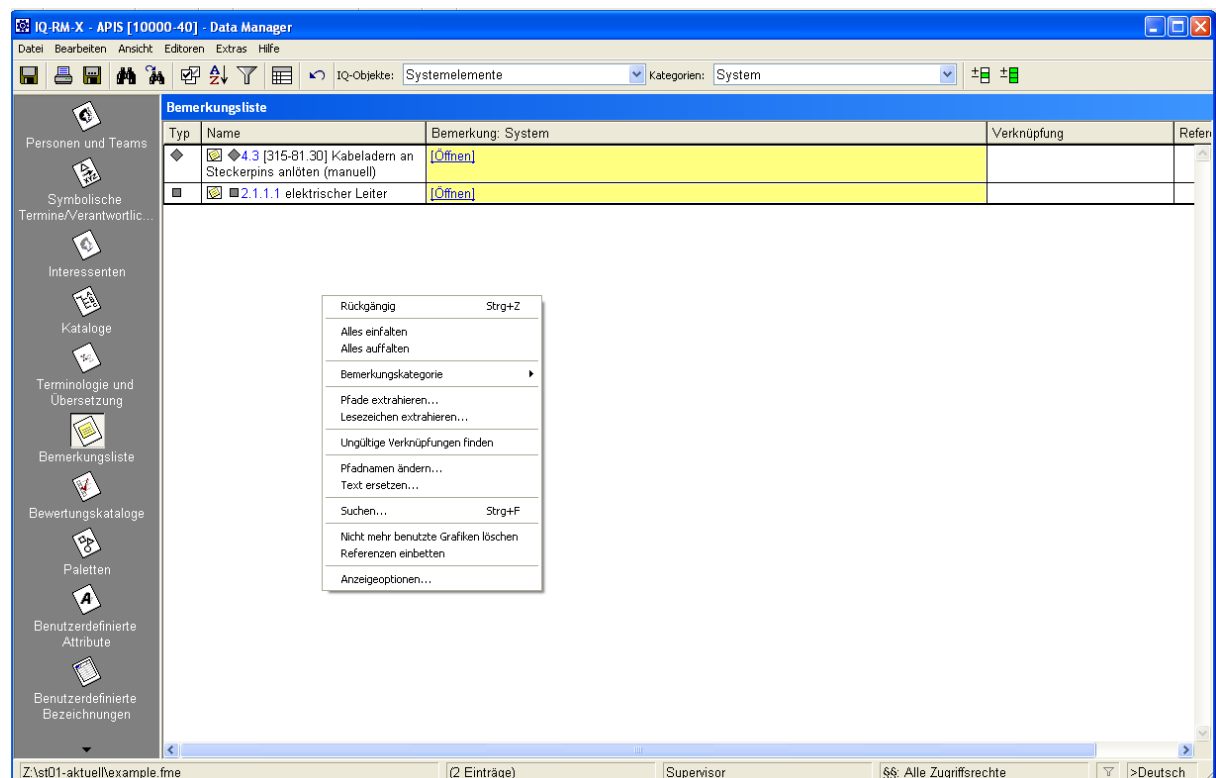 IQ-RM-X - APIS [10000-40] - Data Manager
Datei Bearbeiten Ansicht Editoren Extras Hilfe
IQ-Objekte: Systemelemente Kategorien: System
Personen und Teams
Symbolische
Termine/Verantwortlic...
Interessenten
Kataloge
Terminologie und
Übersetzung
Bemerkungsliste
Bewertungskataloge
Paletten
Benutzerdefinierte
Attribute
Benutzerdefinierte
Bezeichnungen
Bemerkungsliste
Typ Name Bemerkung: System Verknüpfung Refere
4.3 [315-81.30] Kabeladern an [Öffnen]
Steckerpins anlöten (manuell)
2.1.1.1 elektrischer Leiter [Öffnen]
Rückgängig Strg+Z
Alles einfalten
Alles auffalten
Bemerkungskategorie
Pfade extrahieren...
Lesezeichen extrahieren...
Ungültige Verknüpfungen finden
Pfadnamen ändern...
Text ersetzen...
Suchen... Strg+F
Nicht mehr benutzte Grafiken löschen
Referenzen einbetten
Anzeigeoptionen...
Z:\st01-aktuell\example.fme (2 Einträge) Supervisor §§: Alle Zugriffsrechte >Deutsch